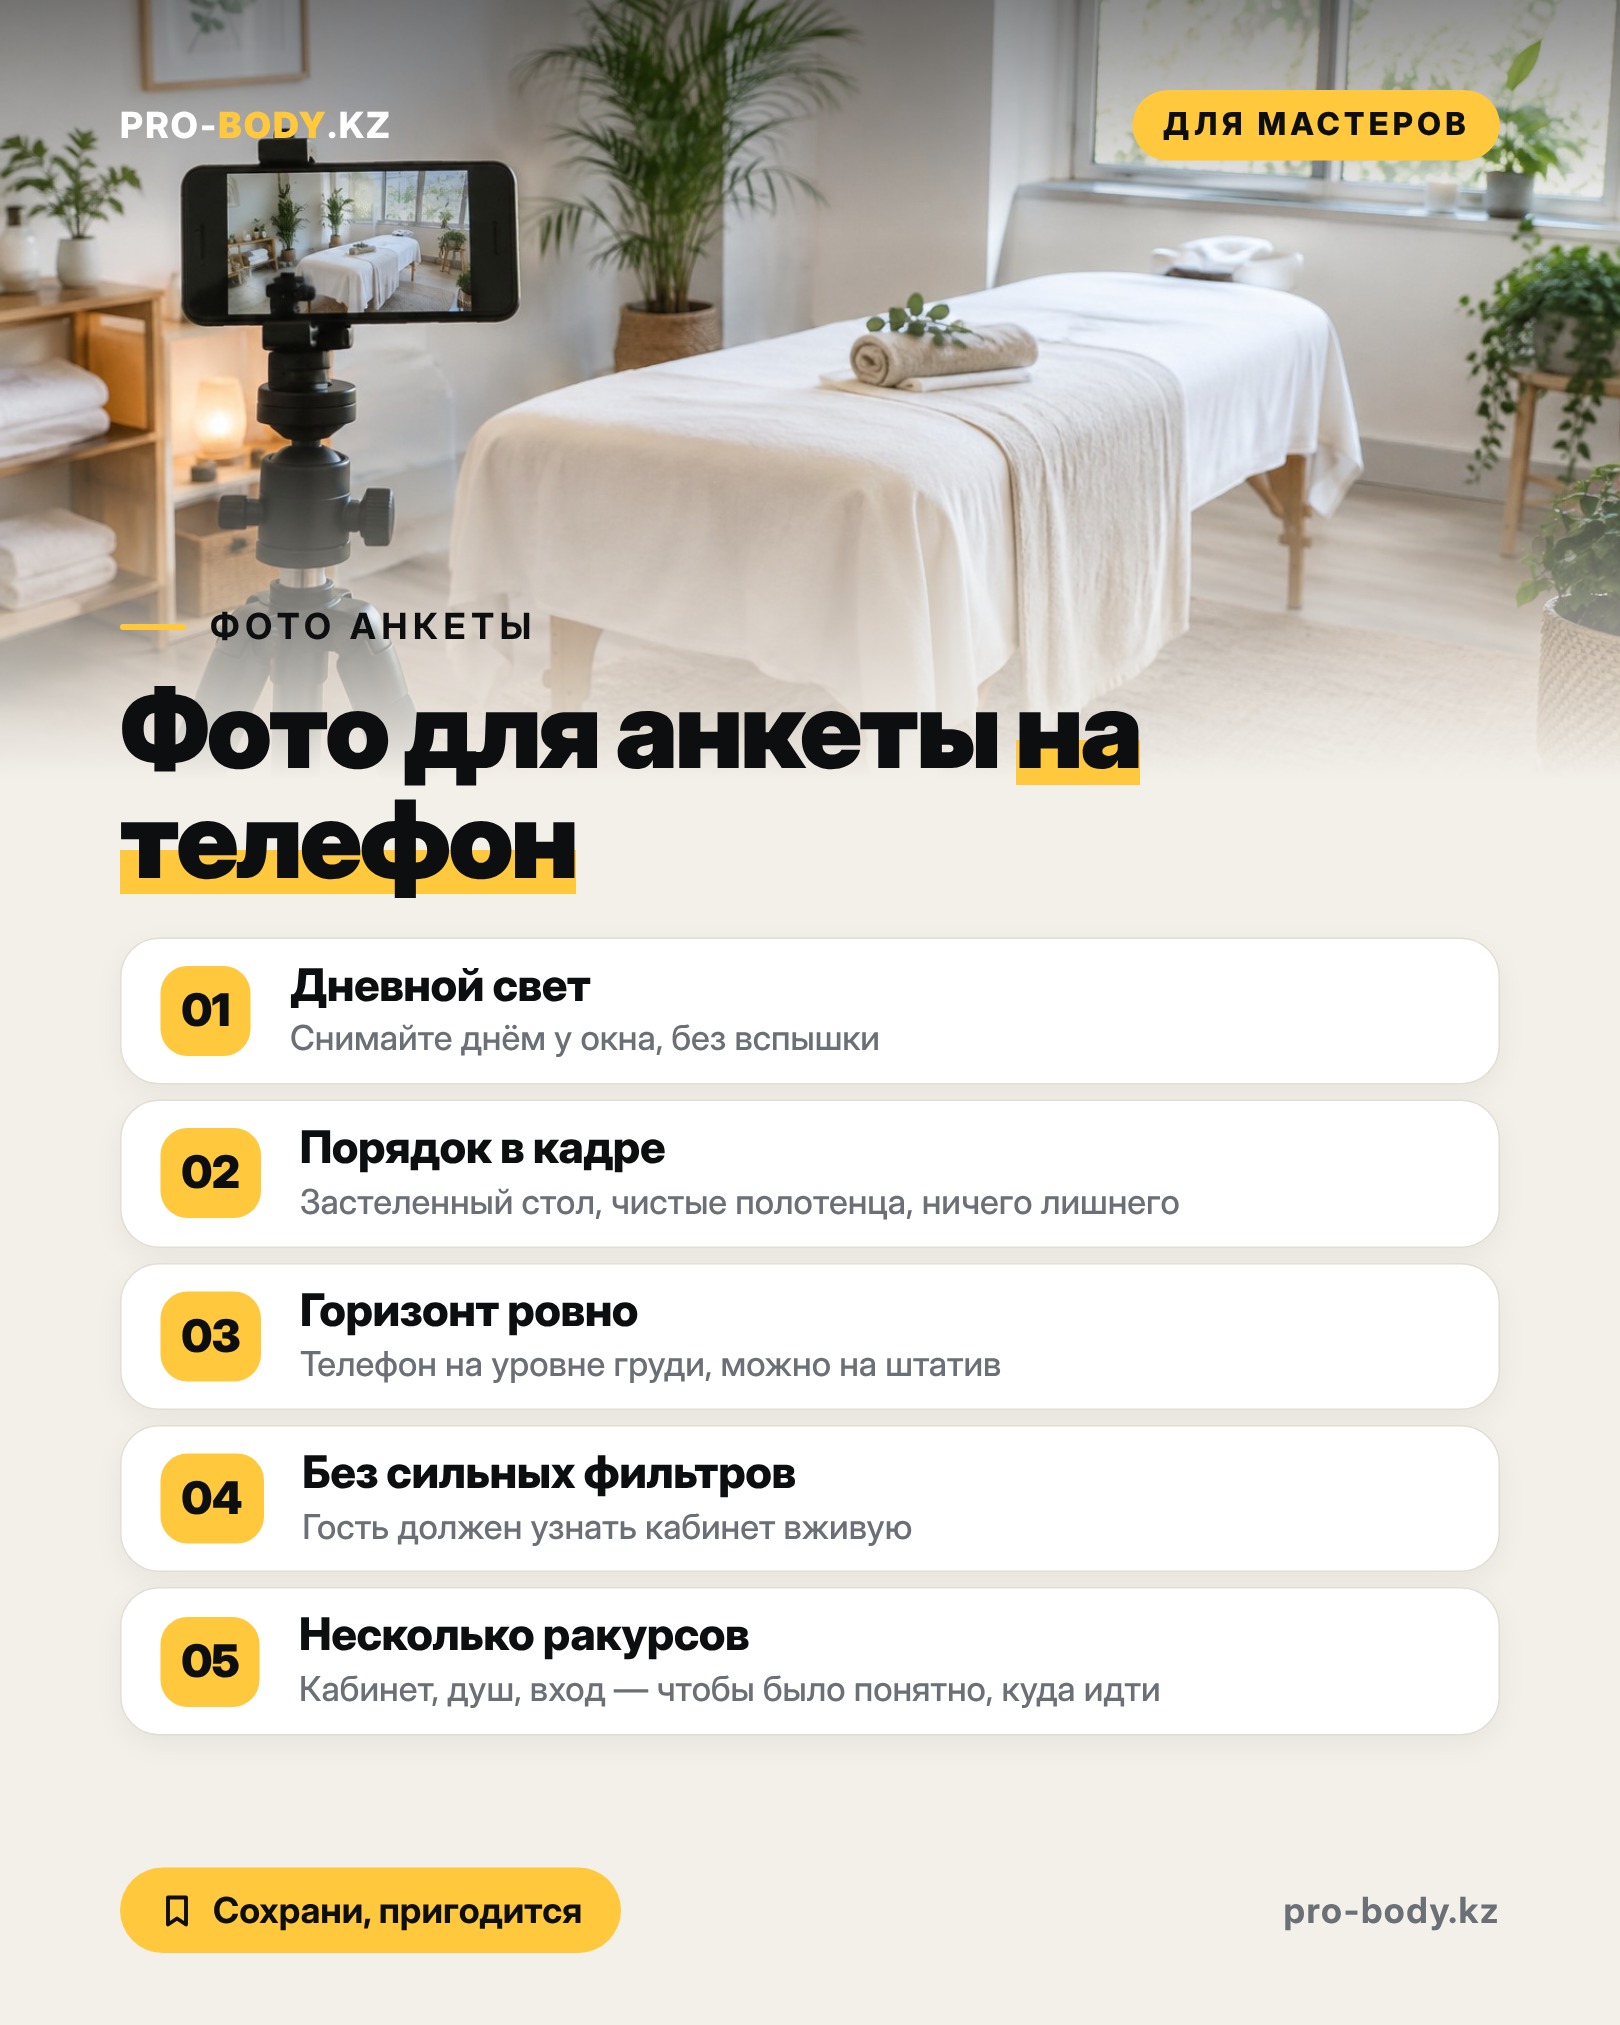 PRO-BODY.KZ
ДЛЯ МАСТЕРОВ
ФОТО АНКЕТЫ
Фото для анкеты на
телефон
01
Дневной свет
Снимайте днём у окна, без вспышки
02
Порядок в кадре
Застеленный стол, чистые полотенца, ничего лишнего
03
Горизонт ровно
Телефон на уровне груди, можно на штатив
04
Без сильных фильтров
Гость должен узнать кабинет вживую
05
Несколько ракурсов
Кабинет, душ, вход — чтобы было понятно, куда идти
Сохрани, пригодится
pro-body.kz